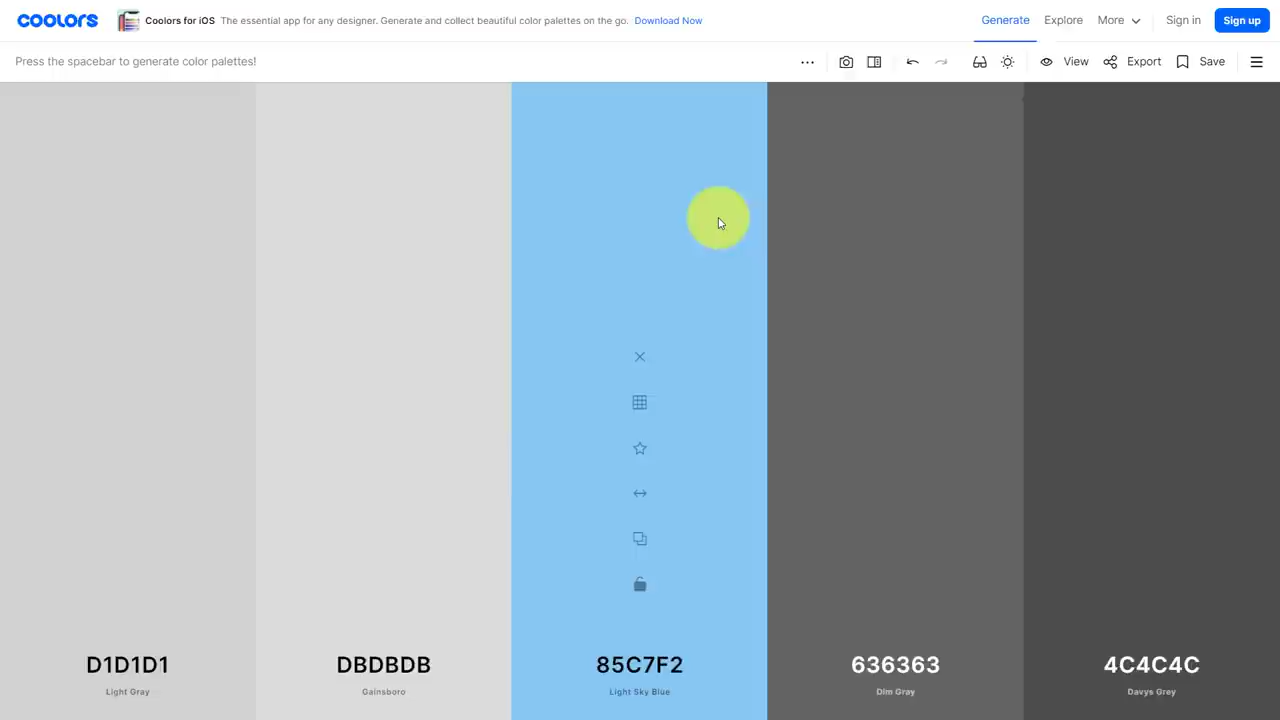 coolors
Coolors for iOS The essential app for any designer. Generate and collect beautiful color palettes on the go. Download Now
Generate Explore More Sign in Sign up
Press the spacebar to generate color palettes!
View Export Save
D1D1D1 DBDBDB 85C7F2 636363 4C4C4C
Light Gray Gainsboro Light Sky Blue Dim Gray Davys Grey